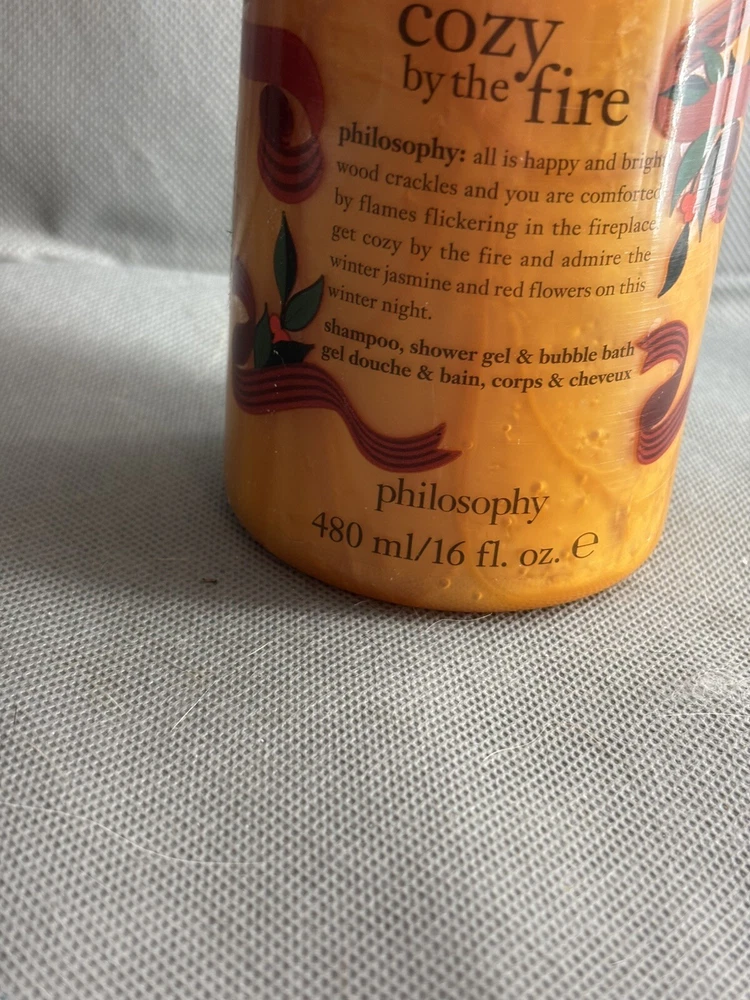 cozy
by the fire
philosophy: all is happy and bright
wood crackles and you are comforted
by flames flickering in the fireplace
get cozy by the fire and admire the
winter jasmine and red flowers on this
winter night.
shampoo, shower gel & bubble bath
gel douche & bain, corps & cheveux
philosophy
480 ml/16 fl. oz. ℮